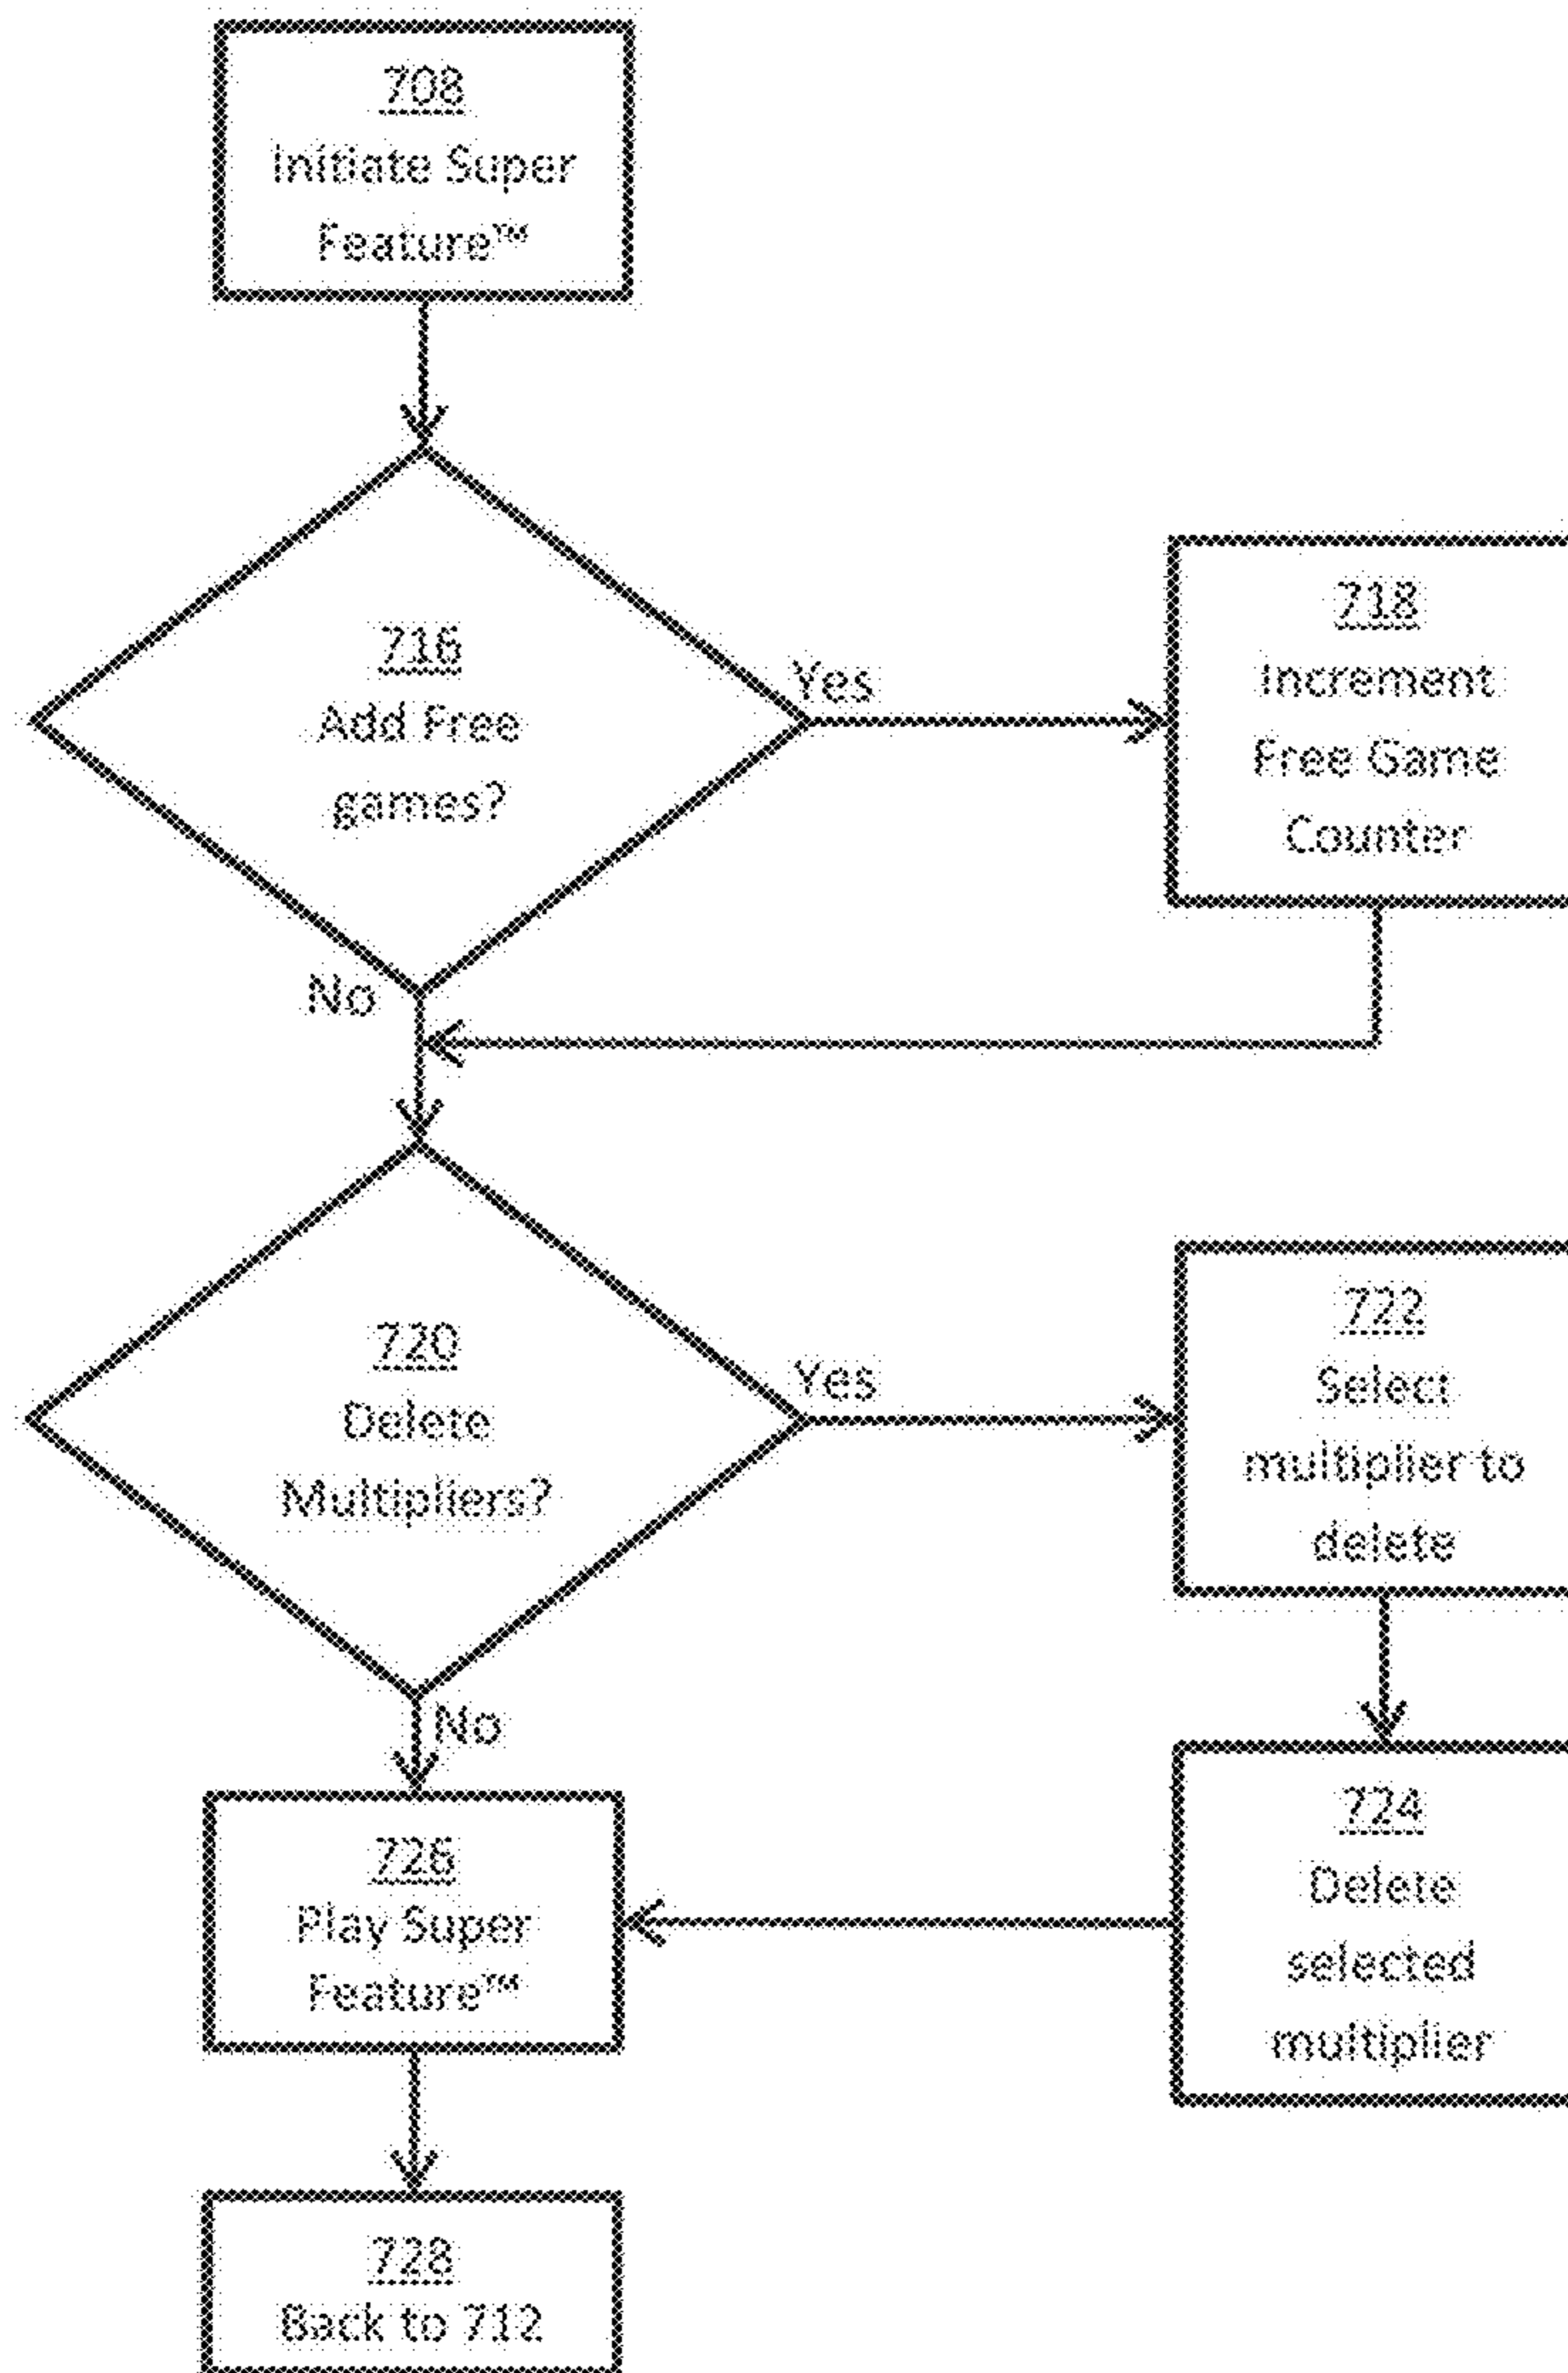 708
Initiate Super
Feature™
716
Add Free
games?
Yes
718
Increment
Free Game
Counter
No
720
Delete
Multipliers?
Yes
722
Select
multiplier to
delete
No
724
Delete
selected
multiplier
726
Play Super
Feature™
728
Back to 712